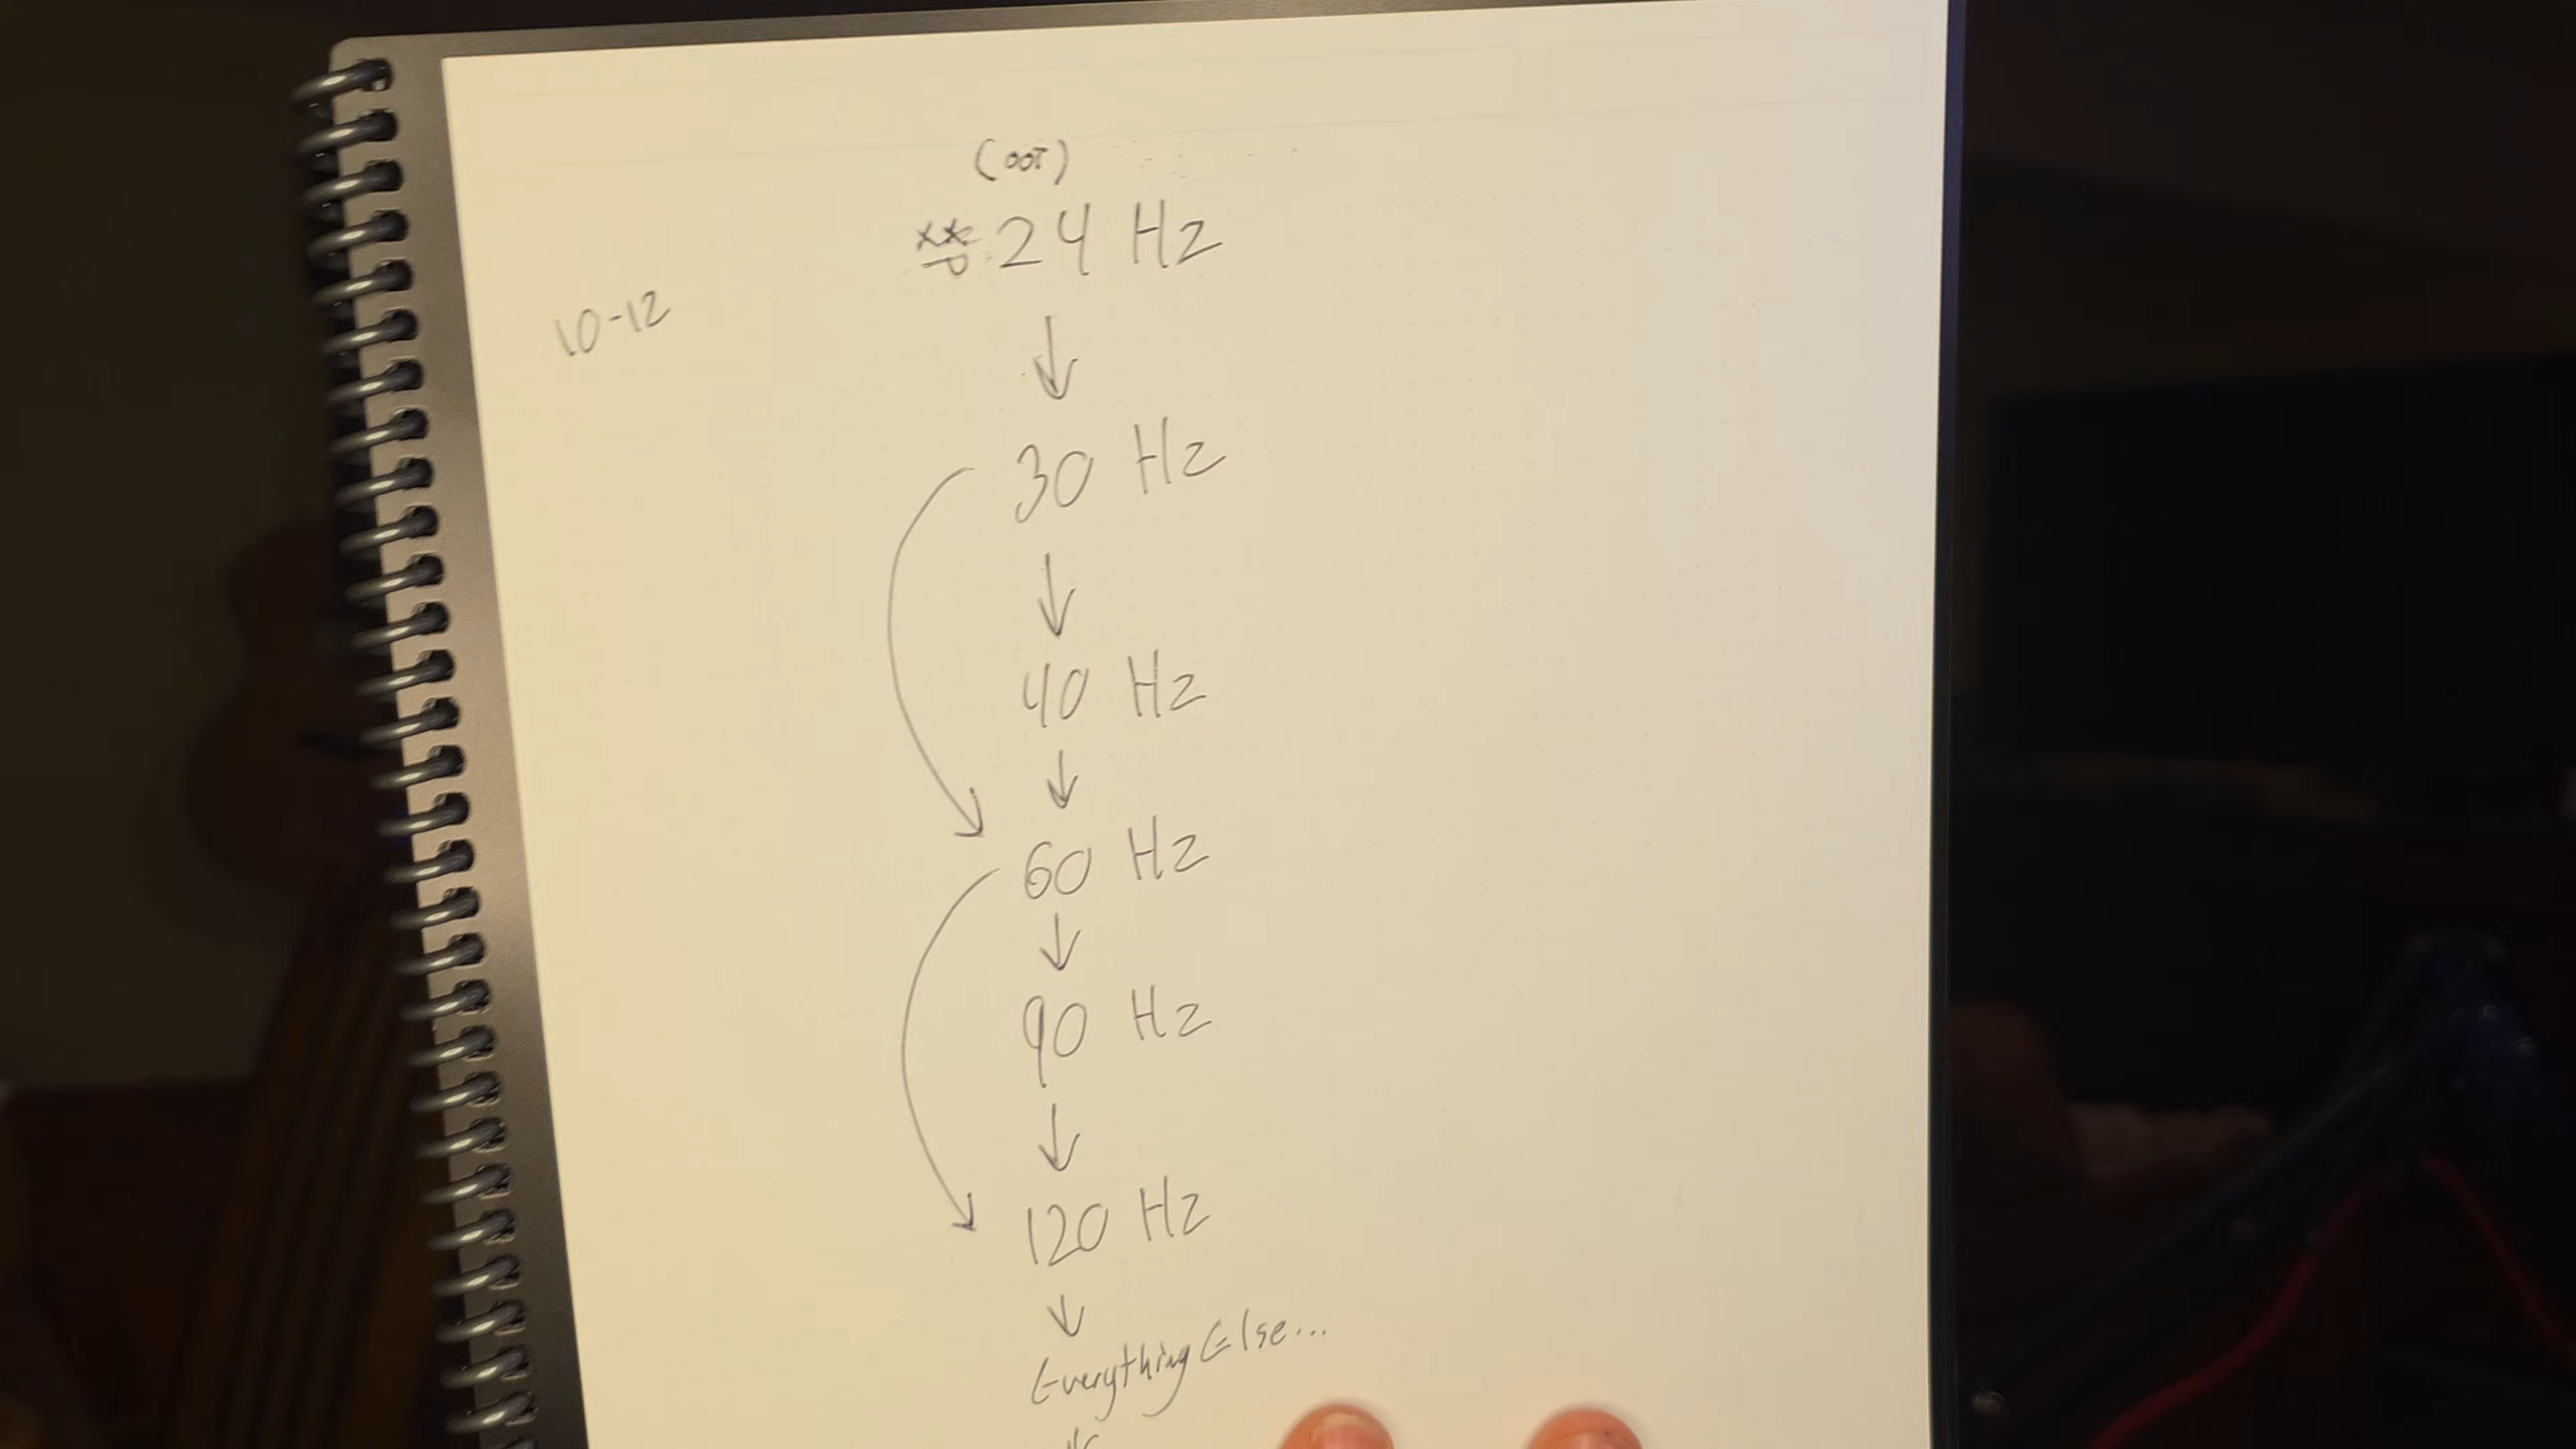 (OOT)
** 24 Hz
10-12
↓
30 Hz
↓
40 Hz
↓
60 Hz
↓
90 Hz
↓
120 Hz
↓
Everything Else...